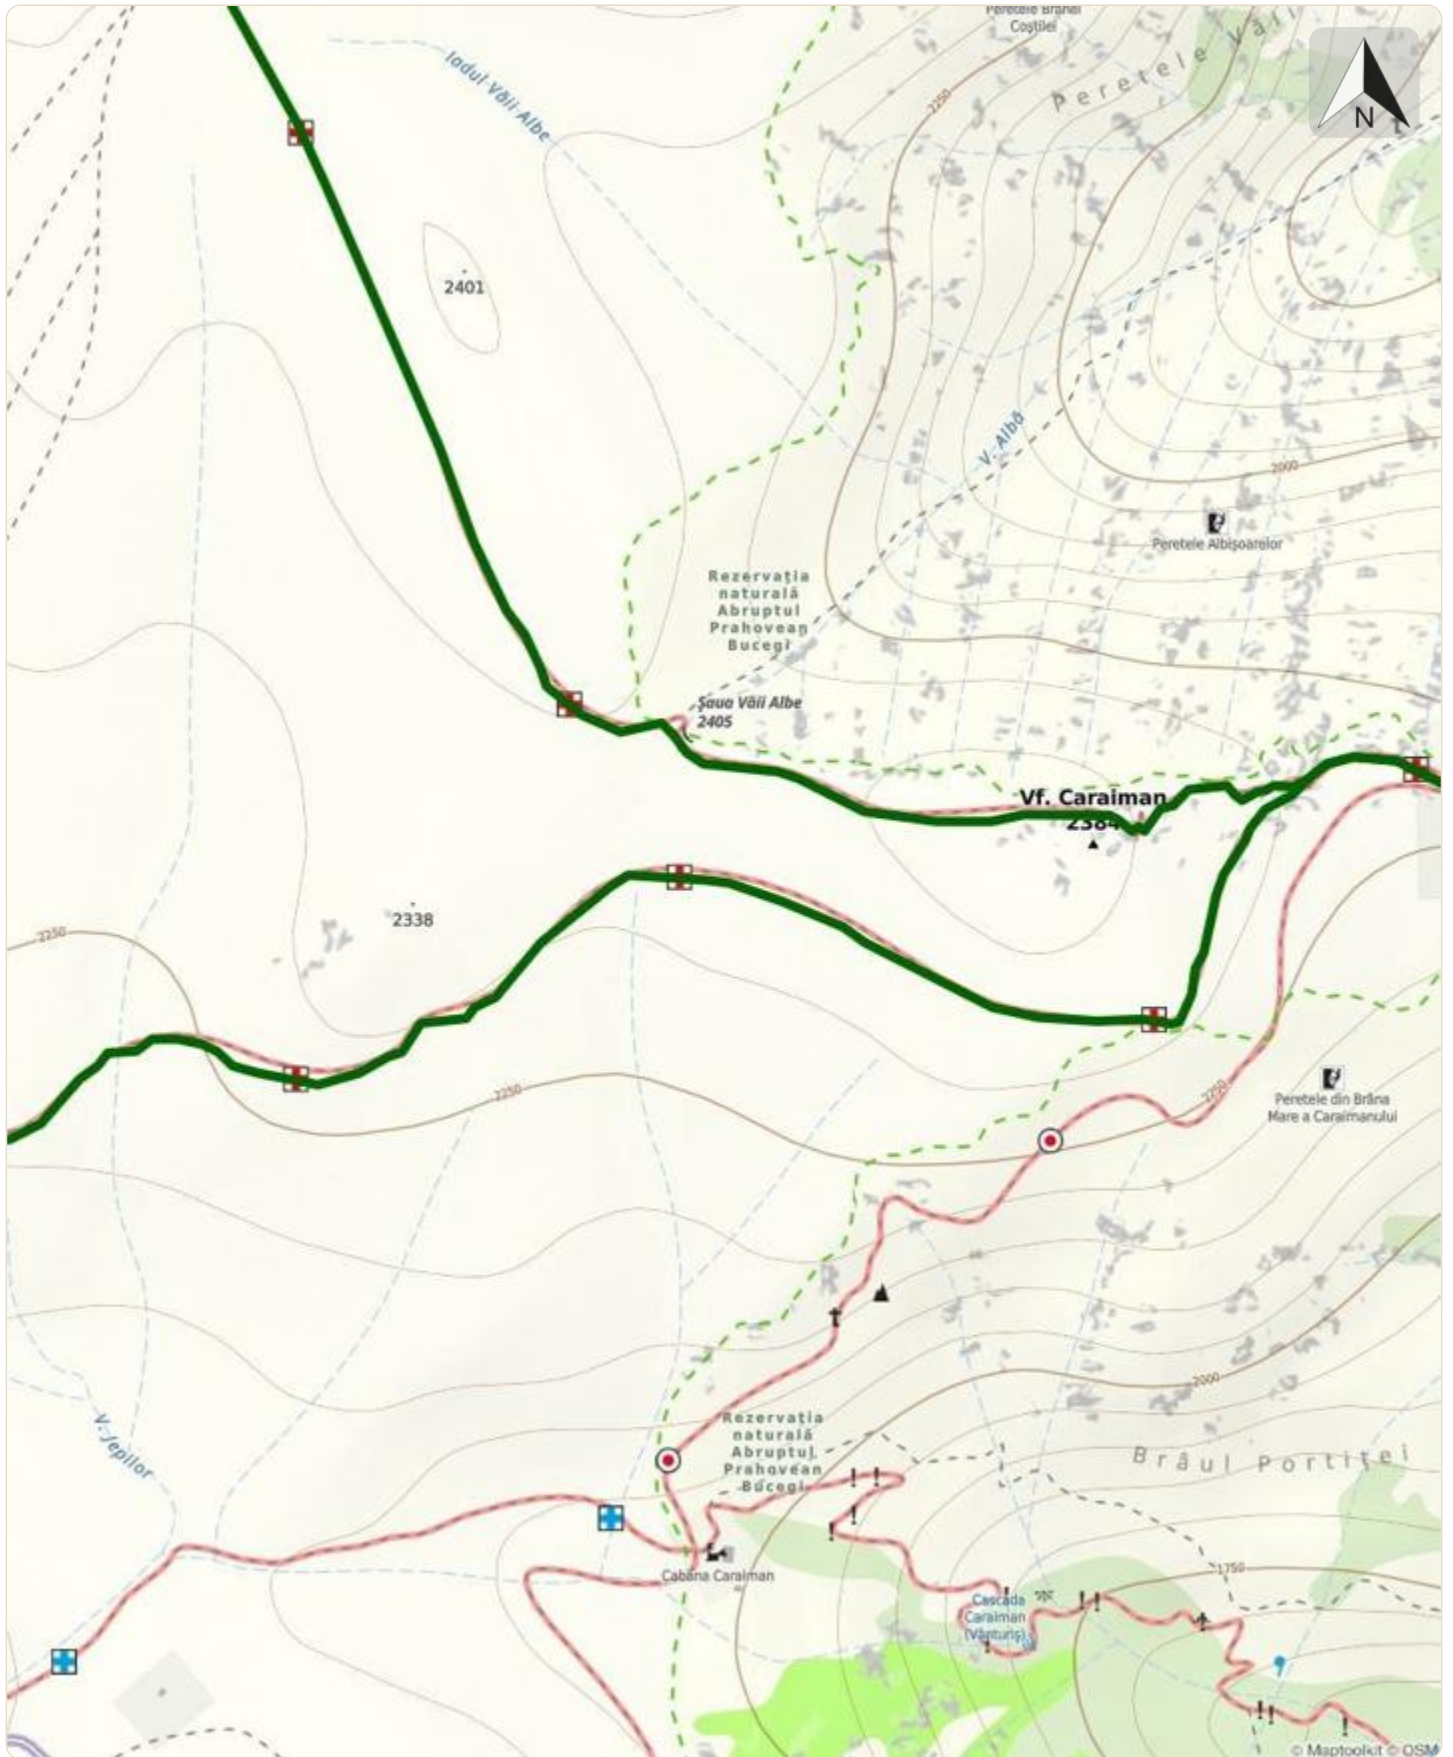 Peretele Brânei
Coștilei
Peretele Văii
N
Iadul Văii Albe
2250
2401
V. Albă
2000
Peretele Albișoarelor
Rezervația
naturală
Abruptul
Prahovean
Bucegi
Șaua Văii Albe
2405
Vf. Caraiman
2384
2338
2250
2250
2250
Peretele din Brâna
Mare a Caraimanului
2000
V. Jepilor
Rezervația
naturală
Abruptul
Prahovean
Bucegi
Brâul Portiței
! !
!
!
Cabana Caraiman
1750
!
! !
Cascada
Caraiman
(Vânturiș)
!
!!
!
© Maptoolkit © OSM